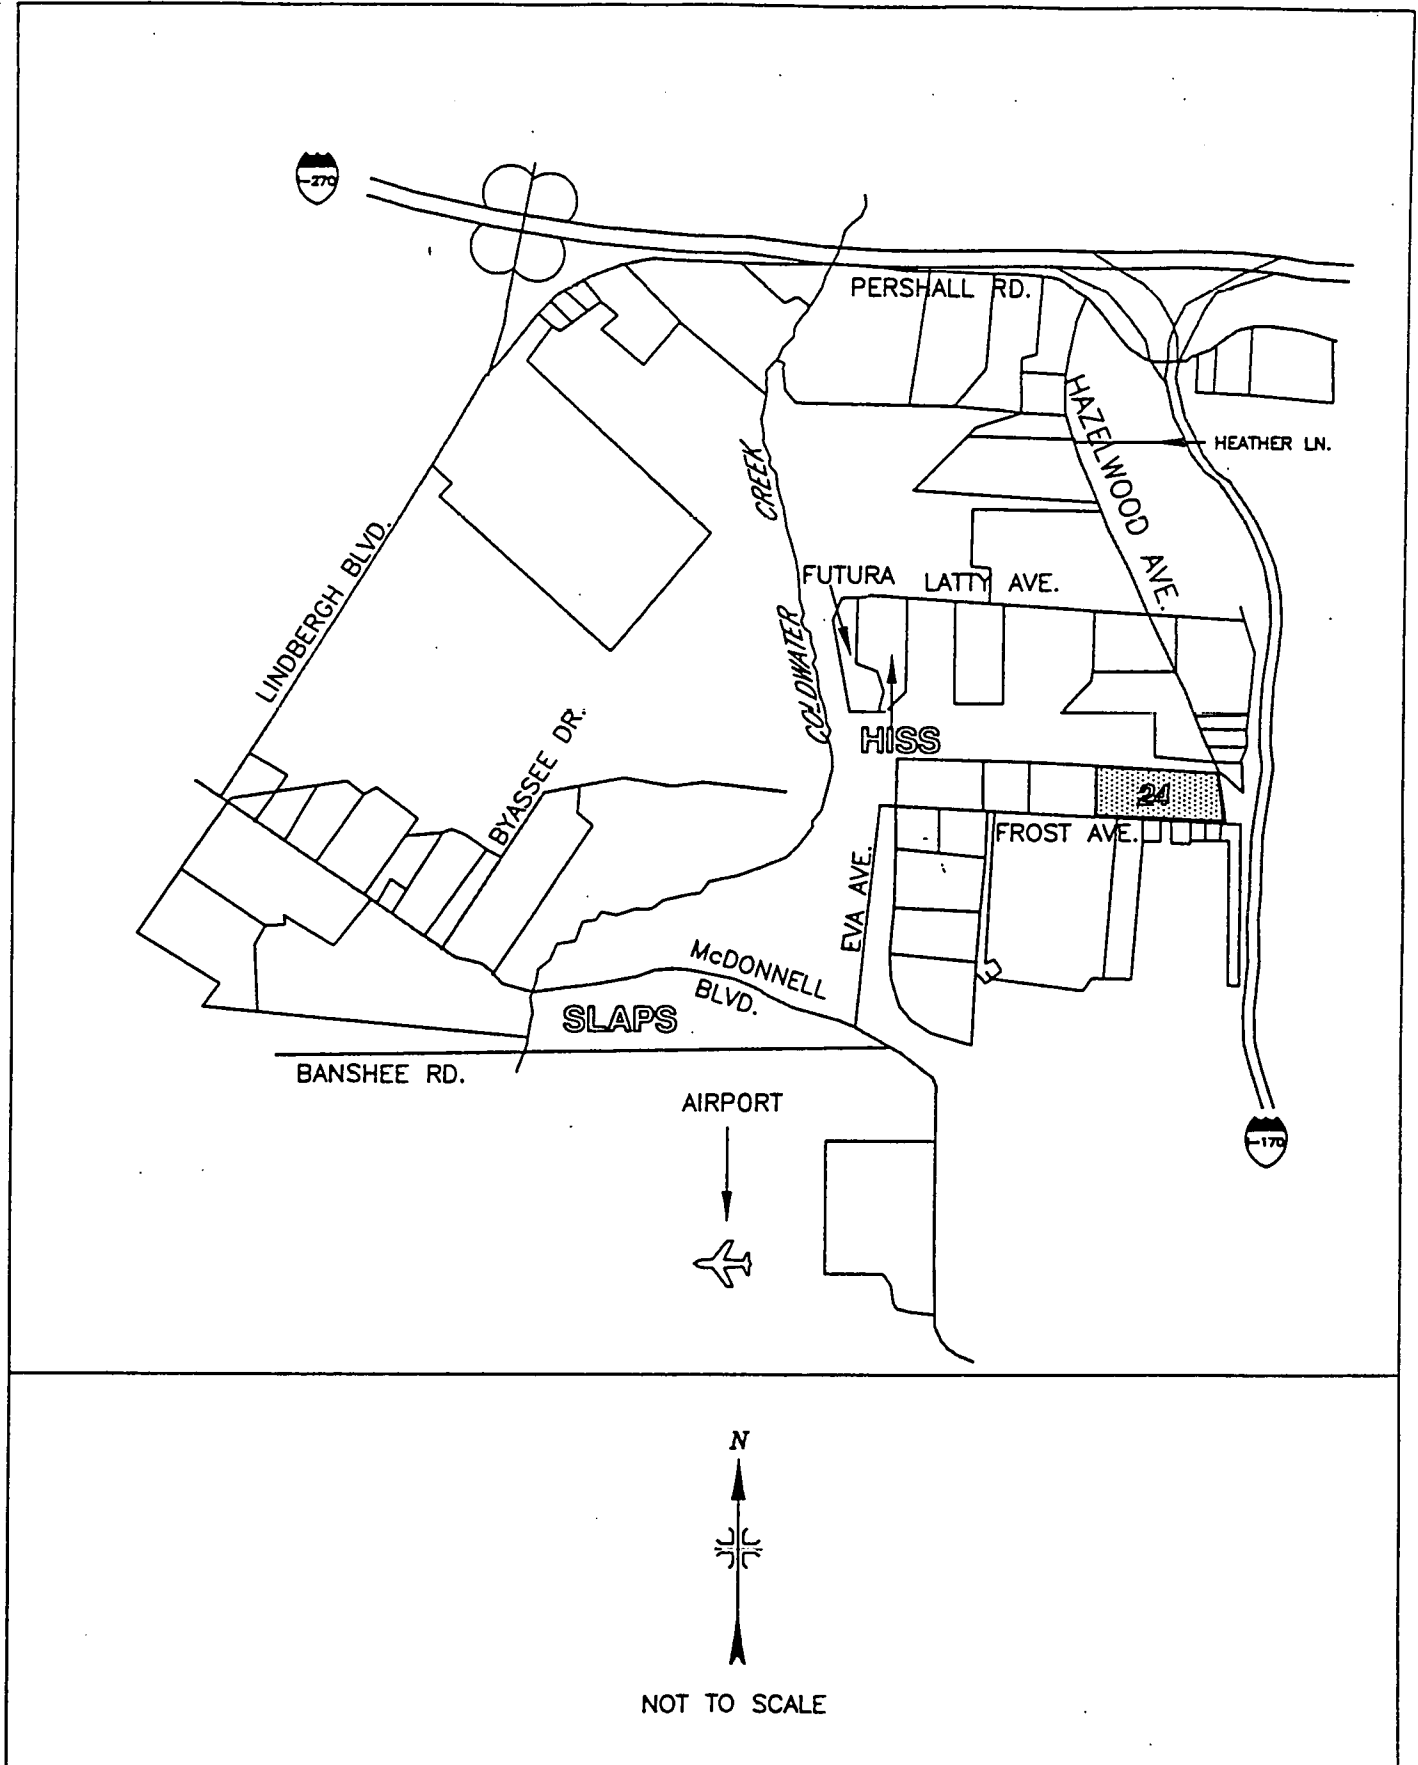 I-270
PERSHALL RD.
HAZELWOOD AVE.
HEATHER LN.
COLDWATER CREEK
LINDBERGH BLVD.
FUTURA
LATTY AVE.
HISS
BYASSEE DR.
24
FROST AVE.
EVA AVE.
McDONNELL
BLVD.
SLAPS
BANSHEE RD.
AIRPORT
I-170
N
NOT TO SCALE